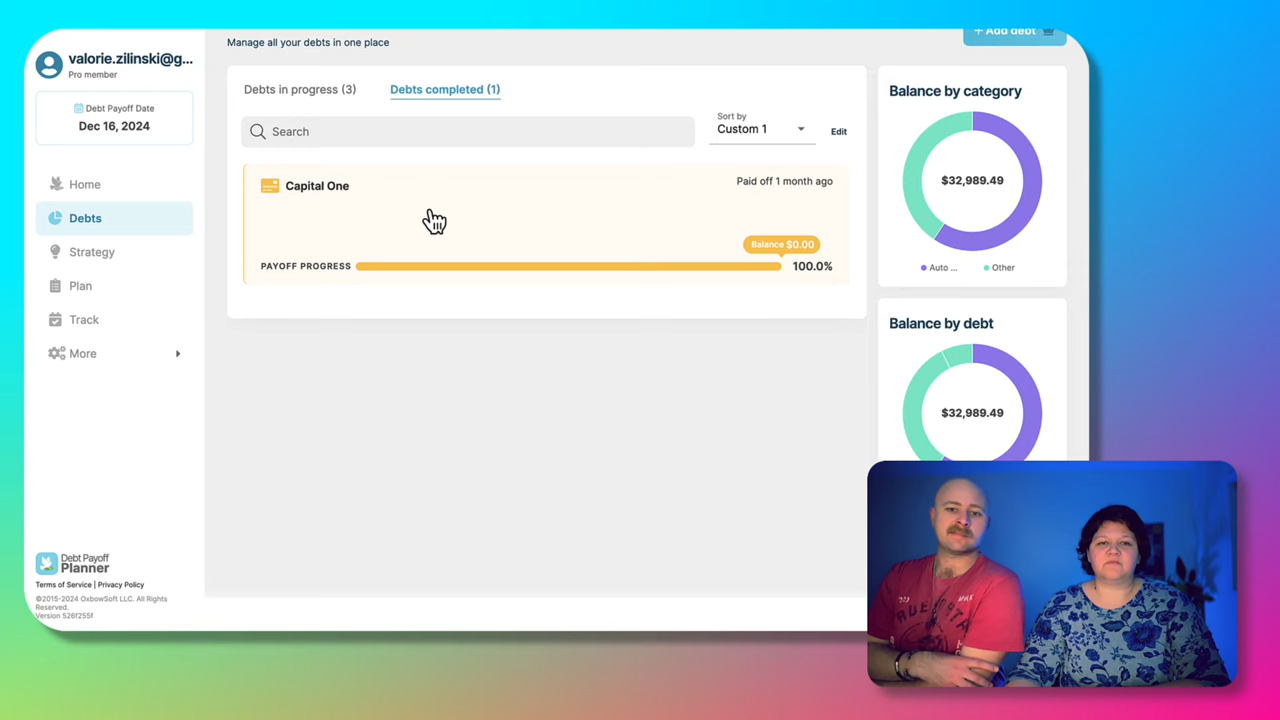 valorie.zilinski@g...
Pro member
Debt Payoff Date
Dec 16, 2024
Home
Debts
Strategy
Plan
Track
More
Debt Payoff
Planner
Terms of Service | Privacy Policy
©2015-2024 OxbowSoft LLC. All Rights
Reserved.
Version 526f255f
Manage all your debts in one place
+ Add debt
Debts in progress (3)
Debts completed (1)
Search
Sort by
Custom 1
Edit
Capital One
Paid off 1 month ago
Balance $0.00
PAYOFF PROGRESS
100.0%
Balance by category
$32,989.49
Auto ...
Other
Balance by debt
$32,989.49